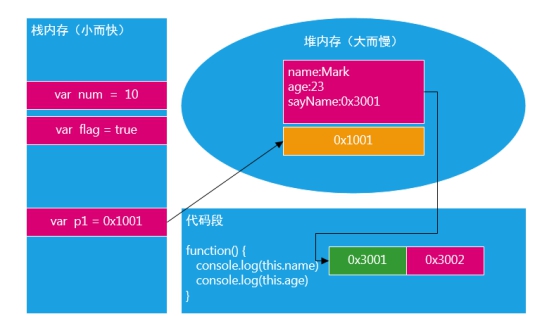 栈内存（小而快）
var num = 10
var flag = true
var p1 = 0x1001
堆内存（大而慢）
name:Mark
age:23
sayName:0x3001
0x1001
代码段
function() {
console.log(this.name)
console.log(this.age)
}
0x3001
0x3002